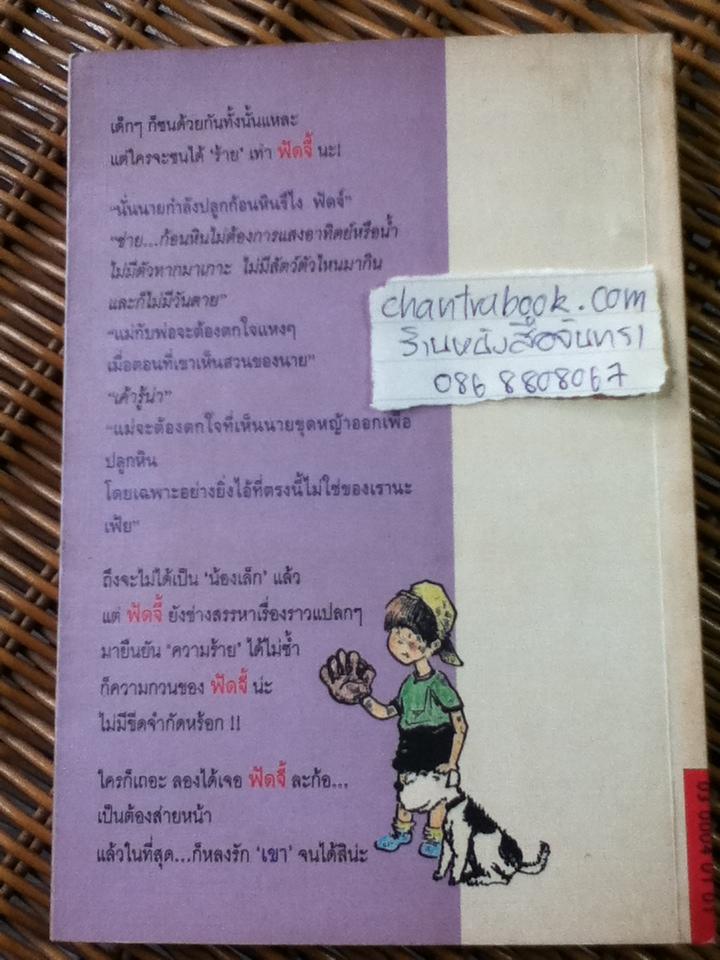 เด็กๆ ก็ซนด้วยกันทั้งนั้นแหละ
แต่ใครจะซนได้ 'ร้าย' เท่า ฟัดจี้ นะ!
"นั่นนายกำลังปลูกก้อนหินรึไง ฟัดจ์"
"ช่าย...ก้อนหินไม่ต้องการแสงอาทิตย์หรือน้ำ
ไม่มีตัวทากมาเกาะ ไม่มีสัตว์ตัวไหนมากิน
และก็ไม่มีวันตาย"
"แม่กับพ่อจะต้องตกใจแหงๆ
เมื่อตอนที่เขาเห็นสวนของนาย"
"เค้ารู้น่า"
"แม่จะต้องตกใจที่เห็นนายขุดหญ้าออกเพื่อ
ปลูกหิน
โดยเฉพาะอย่างยิ่งไอ้ที่ตรงนี้ไม่ใช่ของเรานะ
เฟ้ย"
ถึงจะไม่ได้เป็น 'น้องเล็ก' แล้ว
แต่ ฟัดจี้ ยังช่างสรรหาเรื่องราวแปลกๆ
มายืนยัน 'ความร้าย' ได้ไม่ซ้ำ
ก็ความกวนของ ฟัดจี้ น่ะ
ไม่มีขีดจำกัดหร้อก !!
ใครก็เถอะ ลองได้เจอ ฟัดจี้ ละก้อ...
เป็นต้องส่ายหน้า
แล้วในที่สุด...ก็หลงรัก 'เขา' จนได้สิน่ะ
chantrabook.com
ร้านหนังสือจันทรา
086 8808067